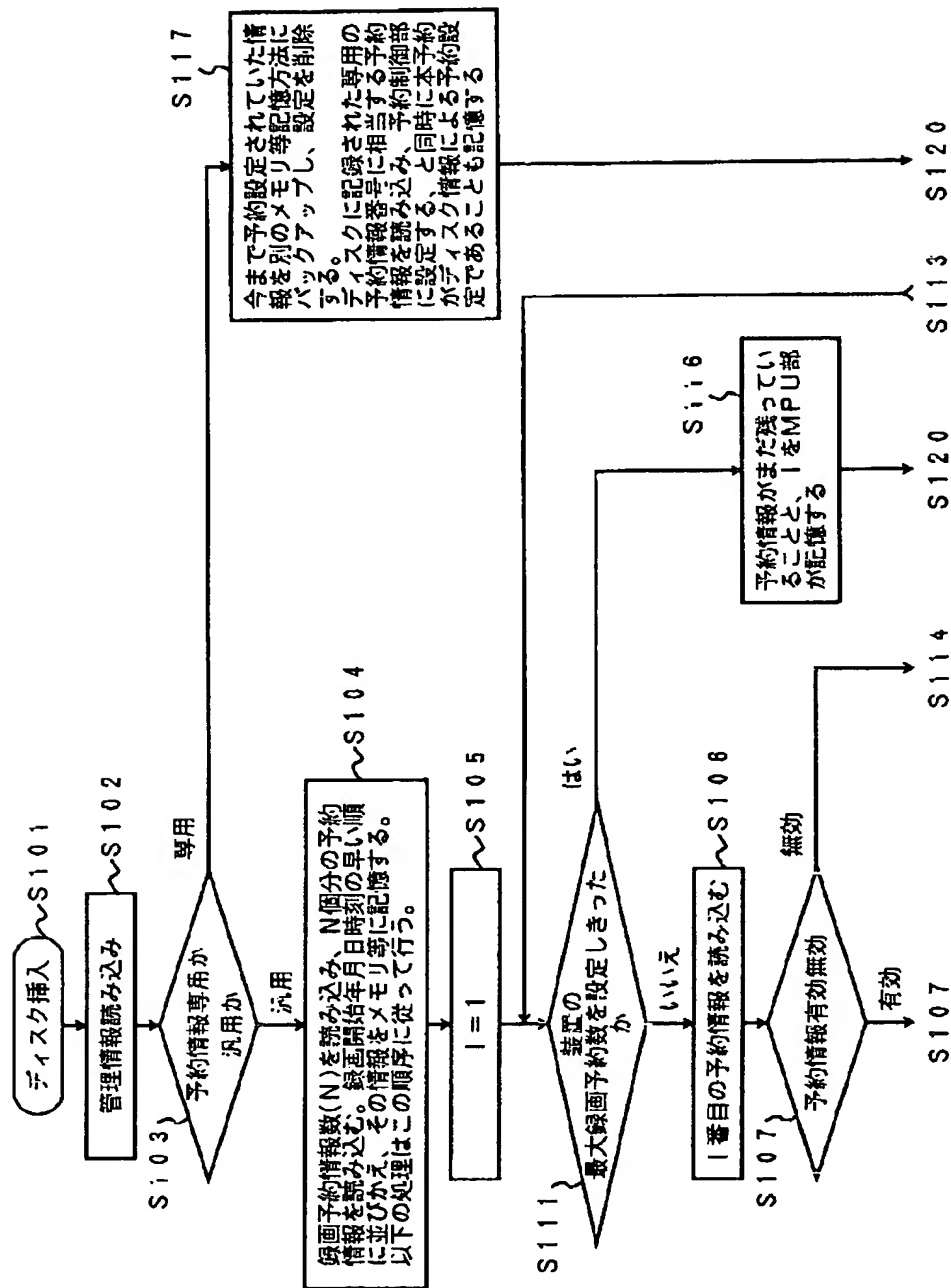 ディスク挿入
S101
管理情報読み込み
S102
予約情報専用か
汎用か
S103
専用
汎用
今まで予約設定されていた情
報を別のメモリ等記憶方法に
バックアップし、設定を削除
する。
ディスクに記録された専用の
予約情報番号に相当する予約
情報を読み込み、予約制御部
に設定する、と同時に本予約
がディスク情報による予約設
定であることも記憶する
S117
録画予約情報数(N)を読み込み、N個分の予約
情報を読み込む。録画開始年月日時刻の早い順
に並びかえ、その情報をメモリ等に記憶する。
以下の処理はこの順序に従って行う。
S104
I=1
S105
装置の
最大録画予約数を設定しきった
か
S111
はい
いいえ
予約情報がまだ残ってい
ることと、IをMPU部
が記憶する
S116
I番目の予約情報を読み込む
S106
予約情報有効無効
S107
無効
有効
S107
S114
S120
S113
S120